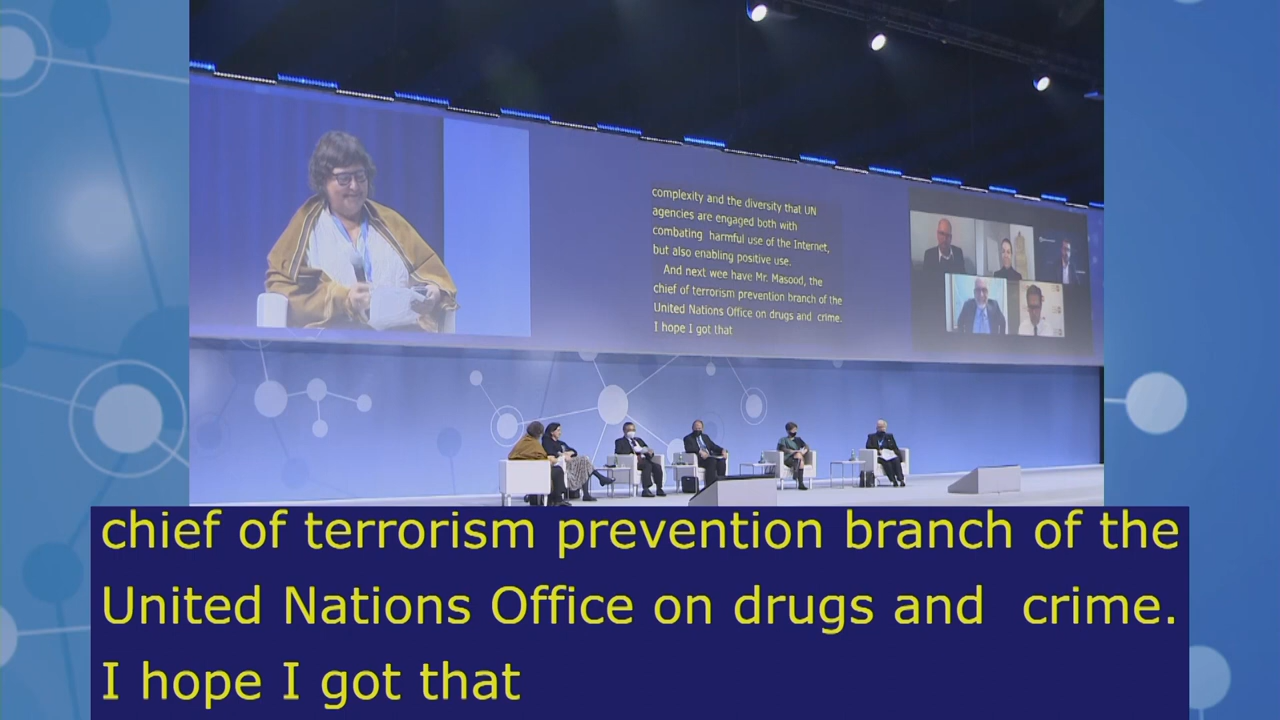 complexity and the diversity that UN
agencies are engaged both with
combating  harmful use of the Internet,
but also enabling positive use.
And next wee have Mr. Masood, the
chief of terrorism prevention branch of the
United Nations Office on drugs and  crime.
I hope I got that
chief of terrorism prevention branch of the
United Nations Office on drugs and  crime.
I hope I got that